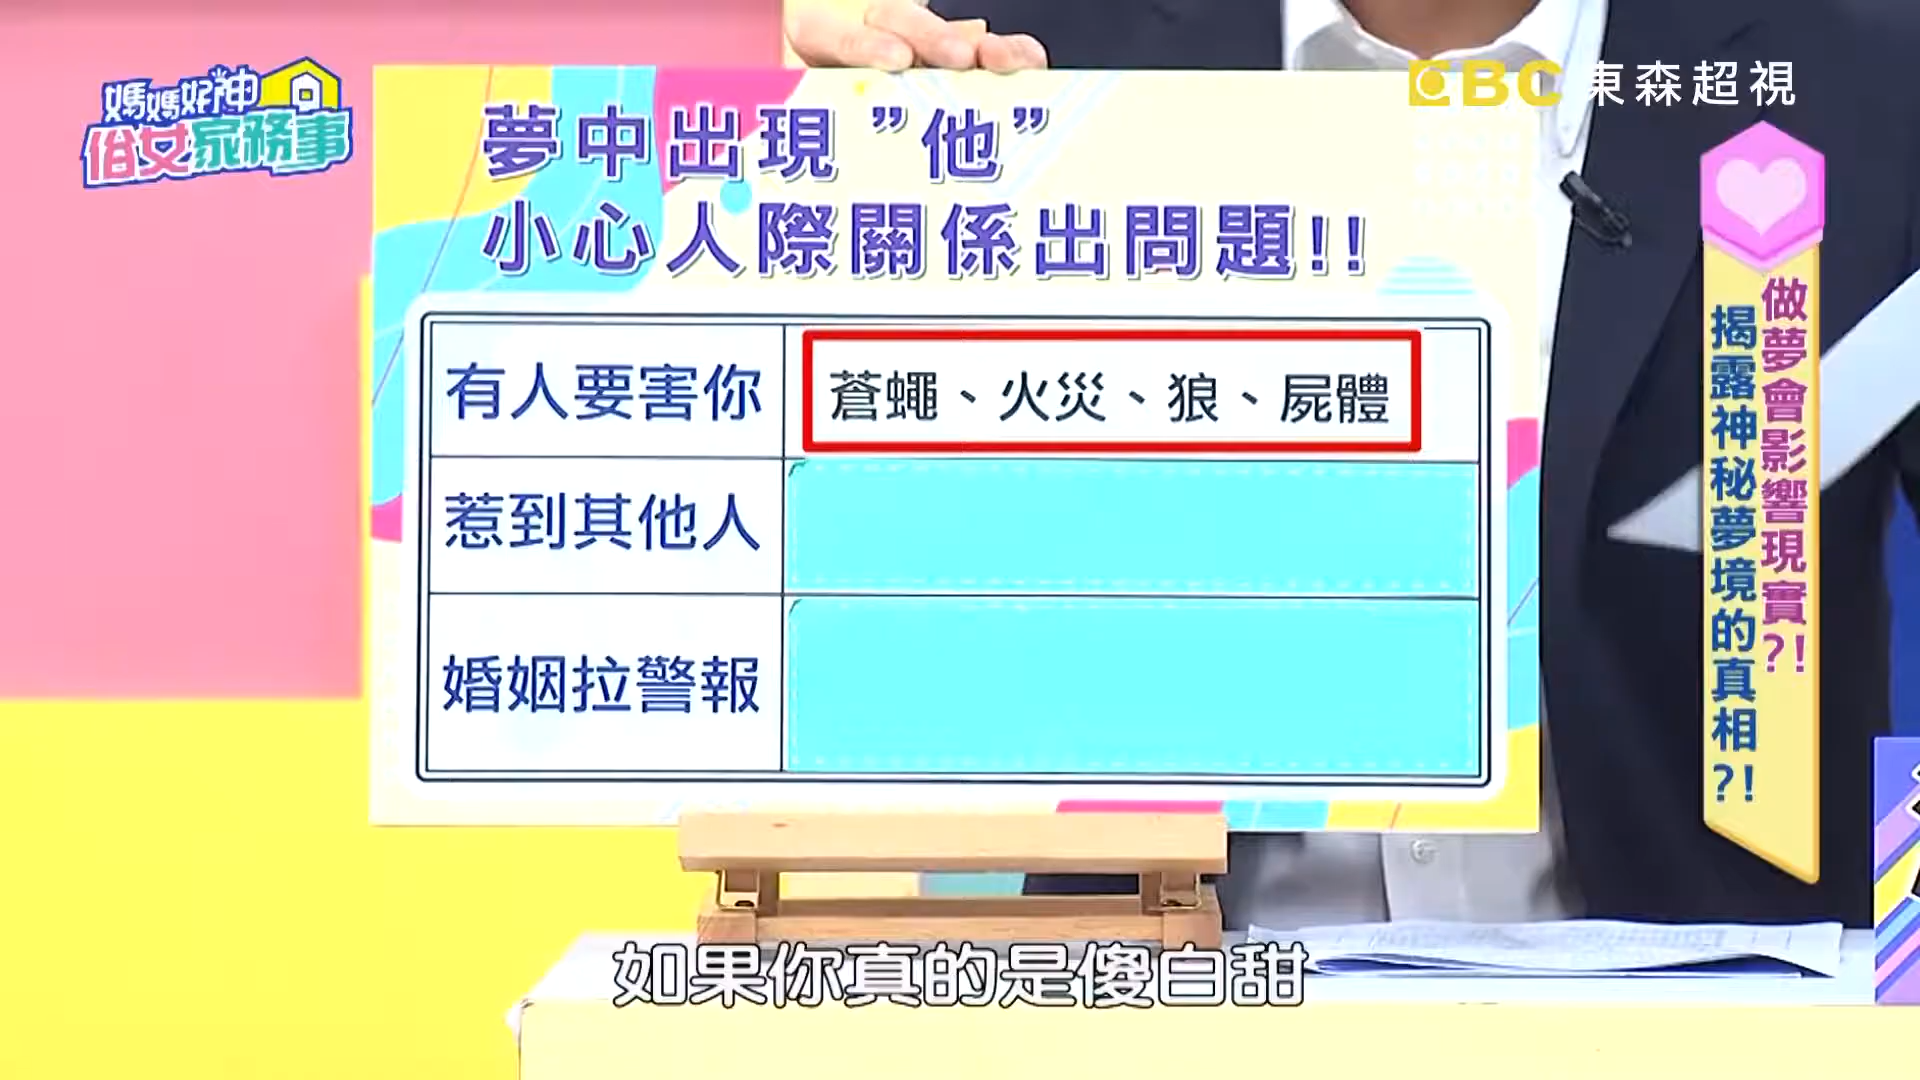 媽媽好神
俗女家務事
EBC 東森超視
夢中出現 ”他”
小心人際關係出問題!!
有人要害你
蒼蠅、火災、狼、屍體
惹到其他人
婚姻拉警報
做夢會影響現實?!
揭露神秘夢境的真相?!
如果你真的是傻白甜